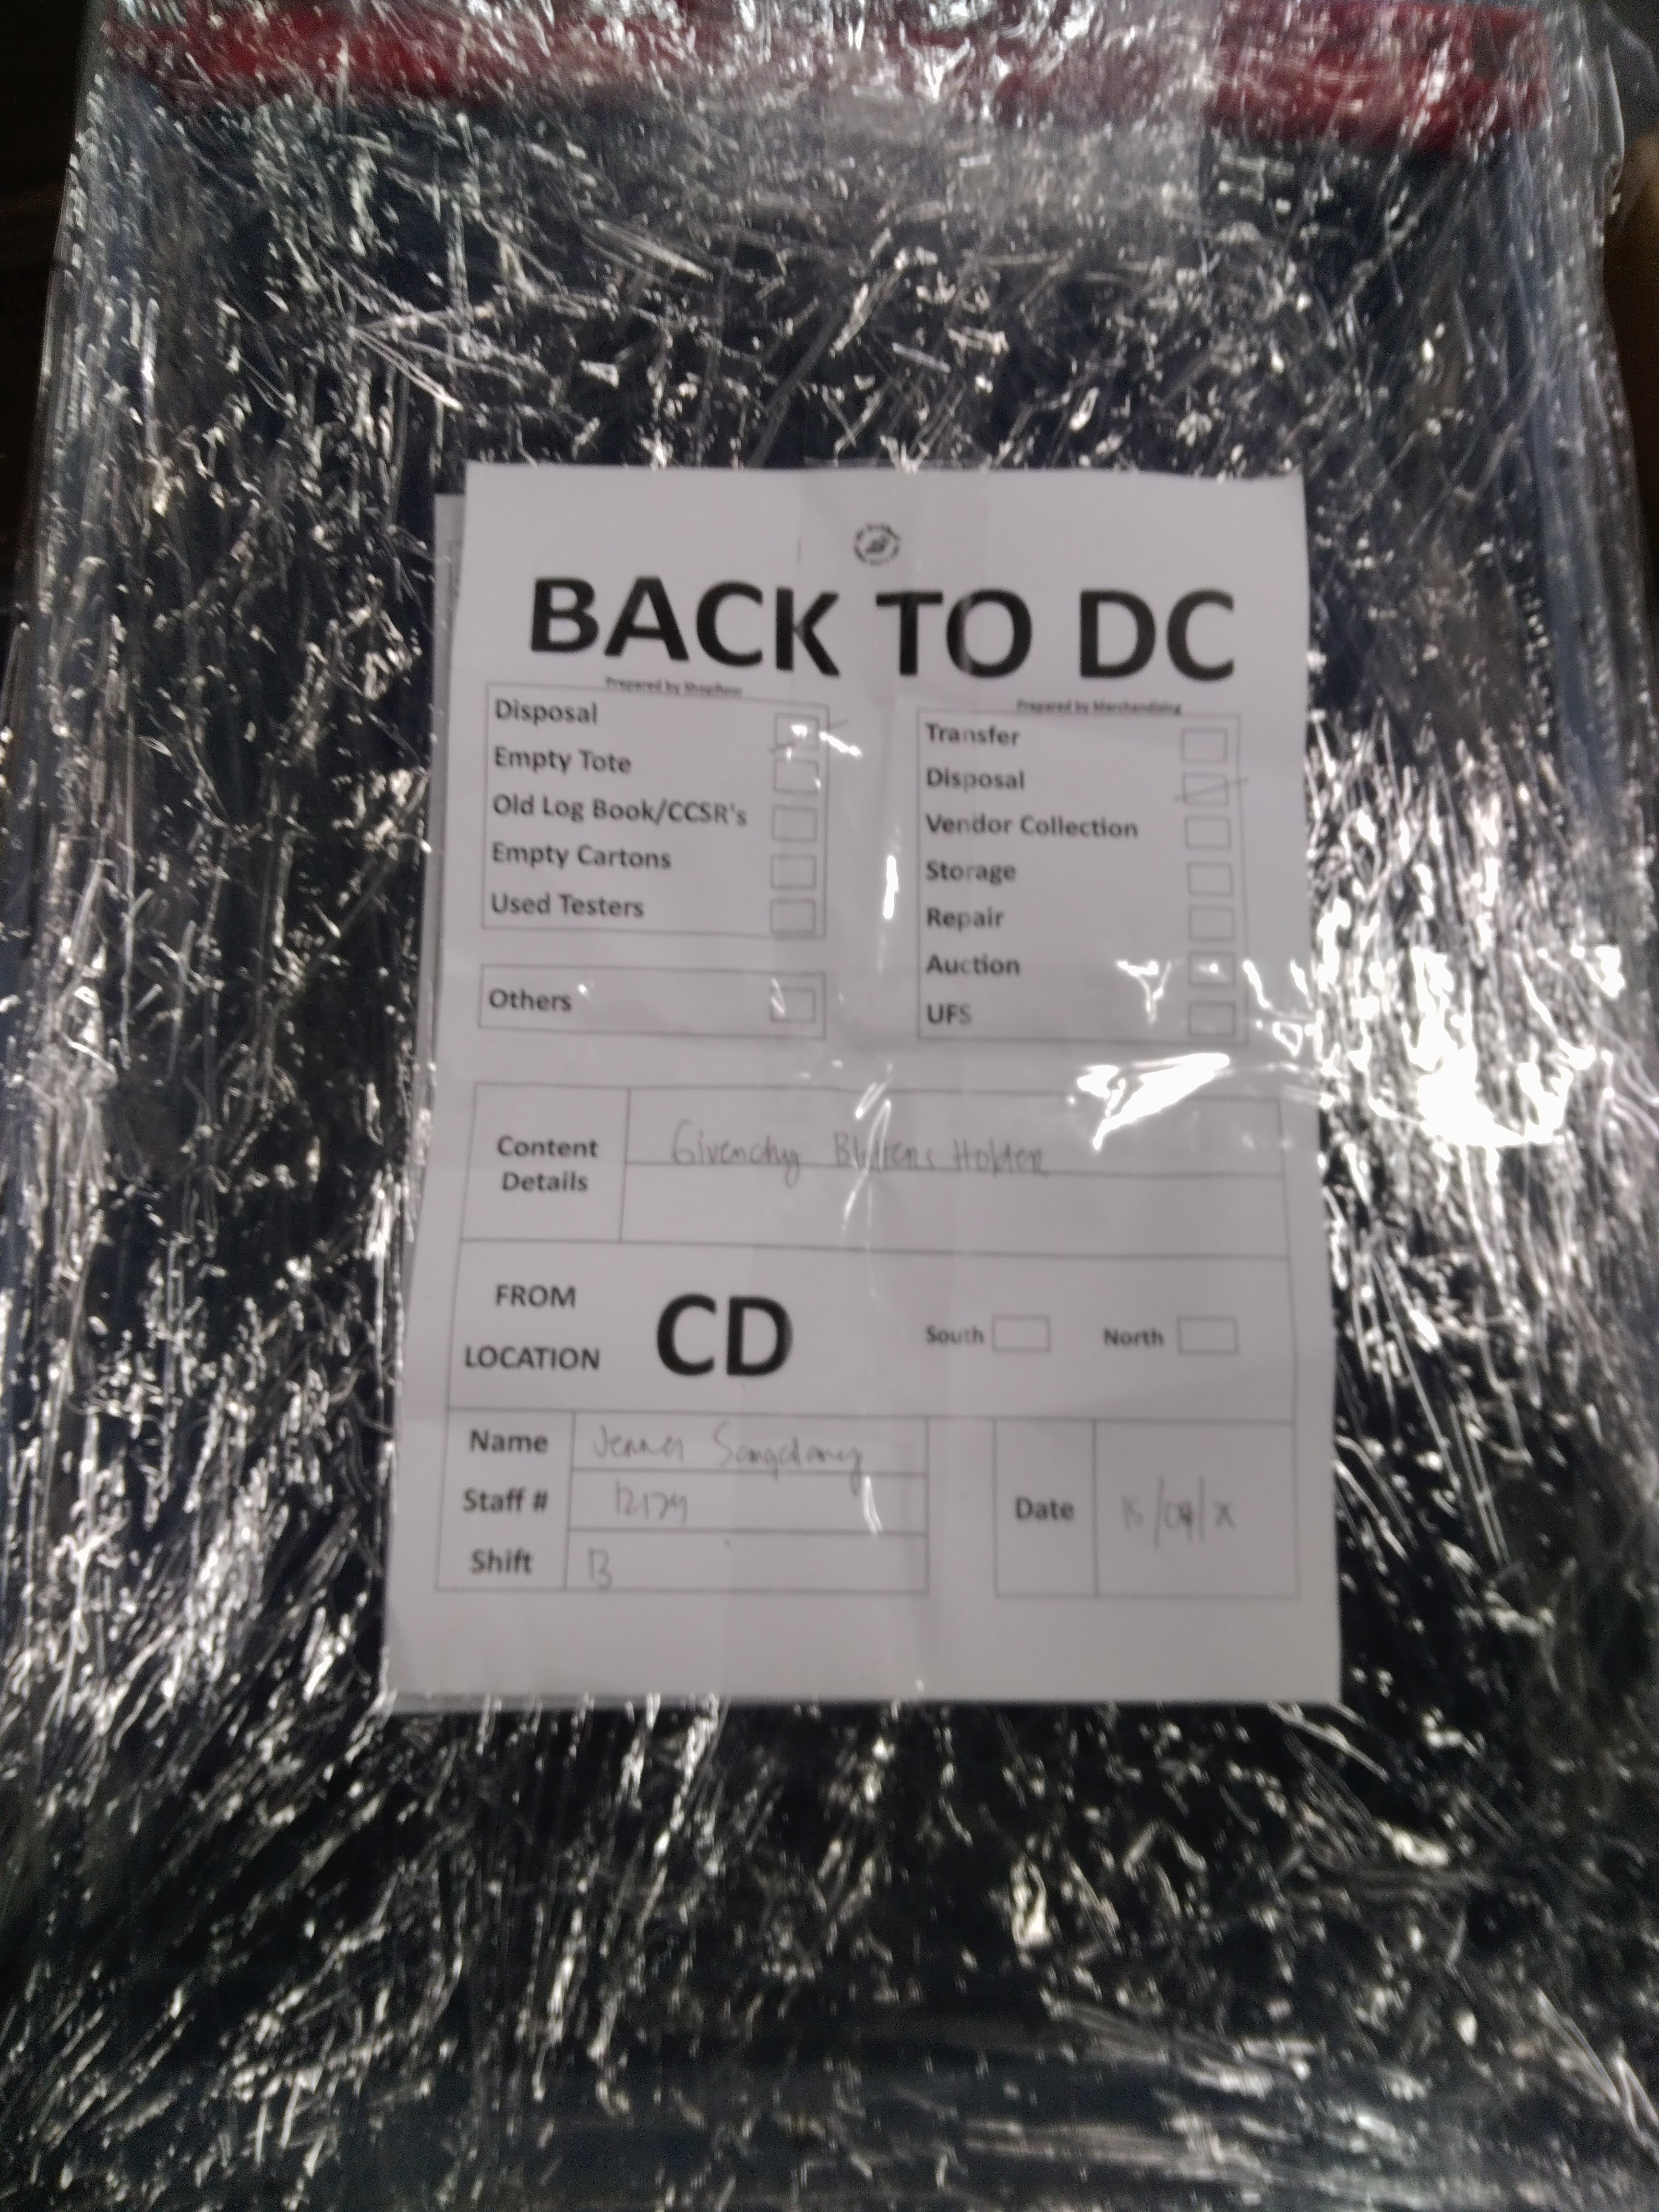 BACK TO DC
Prepared by Shopfloor
Disposal
Empty Tote
Old Log Book/CCSR's
Empty Cartons
Used Testers
Others
Prepared by Merchandising
Transfer
Disposal
Vendor Collection
Storage
Repair
Auction
UFS
Content
Details
Givenchy Holder
FROM
LOCATION
CD
South
North
Name
Staff #
Shift
B
Date